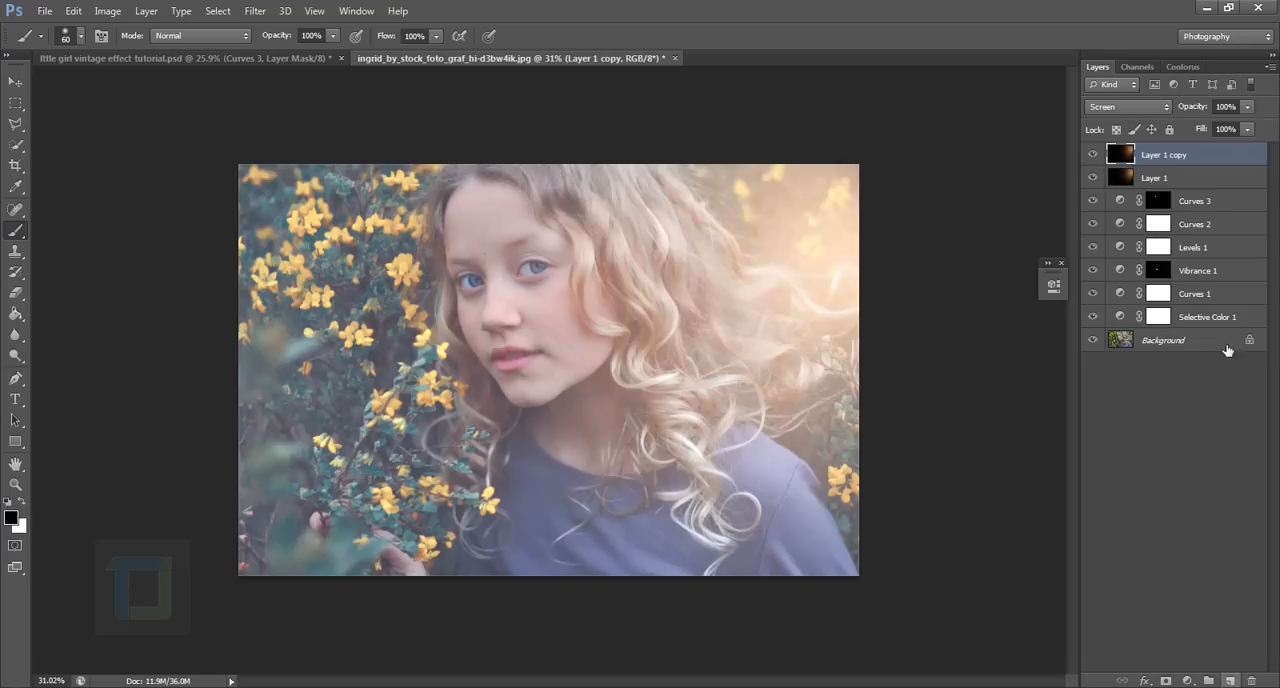 Ps File Edit Image Layer Type Select Filter 3D View Window Help
60 Mode: Normal Opacity: 100% Flow: 100% Photography
little girl vintage effect tutorial.psd @ 25.9% (Curves 3, Layer Mask/8) * × ingrid_by_stock_foto_graf_hi-d3bw4ik.jpg @ 31% (Layer 1 copy, RGB/8*) * ×
Layers Channels Coolorus
Kind
Screen Opacity: 100%
Lock: Fill: 100%
Layer 1 copy
Layer 1
Curves 3
Curves 2
Levels 1
Vibrance 1
Curves 1
Selective Color 1
Background
31.02% Doc: 11.9M/36.0M